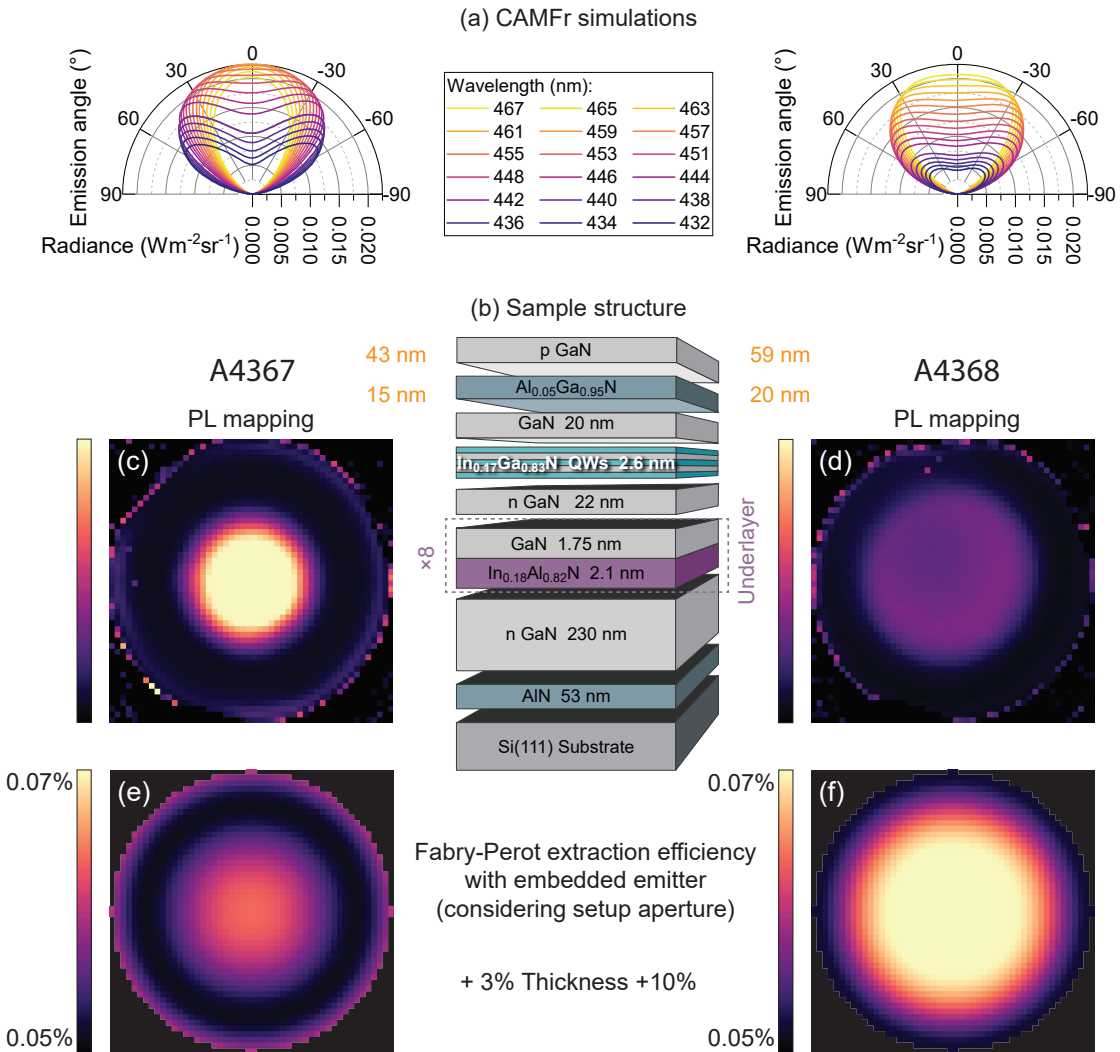 (a) CAMFr simulations
Emission angle (°)
0
30
-30
60
-60
90
-90
Radiance (Wm⁻²sr⁻¹)
0.000
0.005
0.010
0.015
0.020
Wavelength (nm):
467 465 463
461 459 457
455 453 451
448 446 444
442 440 438
436 434 432
Emission angle (°)
0
30
-30
60
-60
90
-90
Radiance (Wm⁻²sr⁻¹)
0.000
0.005
0.010
0.015
0.020
(b) Sample structure
43 nm
15 nm
A4367
PL mapping
(c)
p GaN
Al₀.₀₅Ga₀.₉₅N
GaN 20 nm
In₀.₁₇Ga₀.₈₃N QWs 2.6 nm
n GaN 22 nm
GaN 1.75 nm
In₀.₁₈Al₀.₈₂N 2.1 nm
×8
Underlayer
n GaN 230 nm
AlN 53 nm
Si(111) Substrate
59 nm
20 nm
A4368
PL mapping
(d)
0.07%
0.05%
(e)
Fabry-Perot extraction efficiency
with embedded emitter
(considering setup aperture)
+ 3% Thickness +10%
0.07%
0.05%
(f)